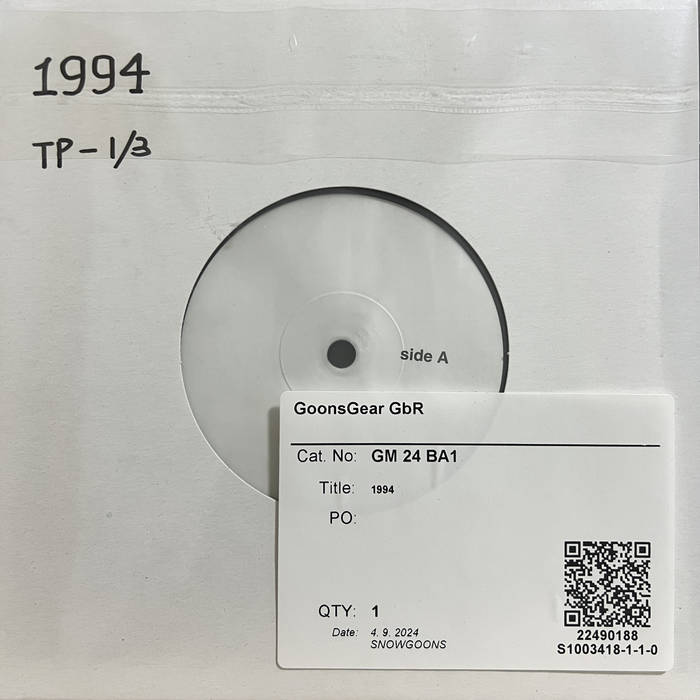 1994
TP-1/3
side A
GoonsGear GbR
Cat. No: GM 24 BA1
Title: 1994
PO:
QTY: 1
Date: 4. 9. 2024
SNOWGOONS
22490188
S1003418-1-1-0